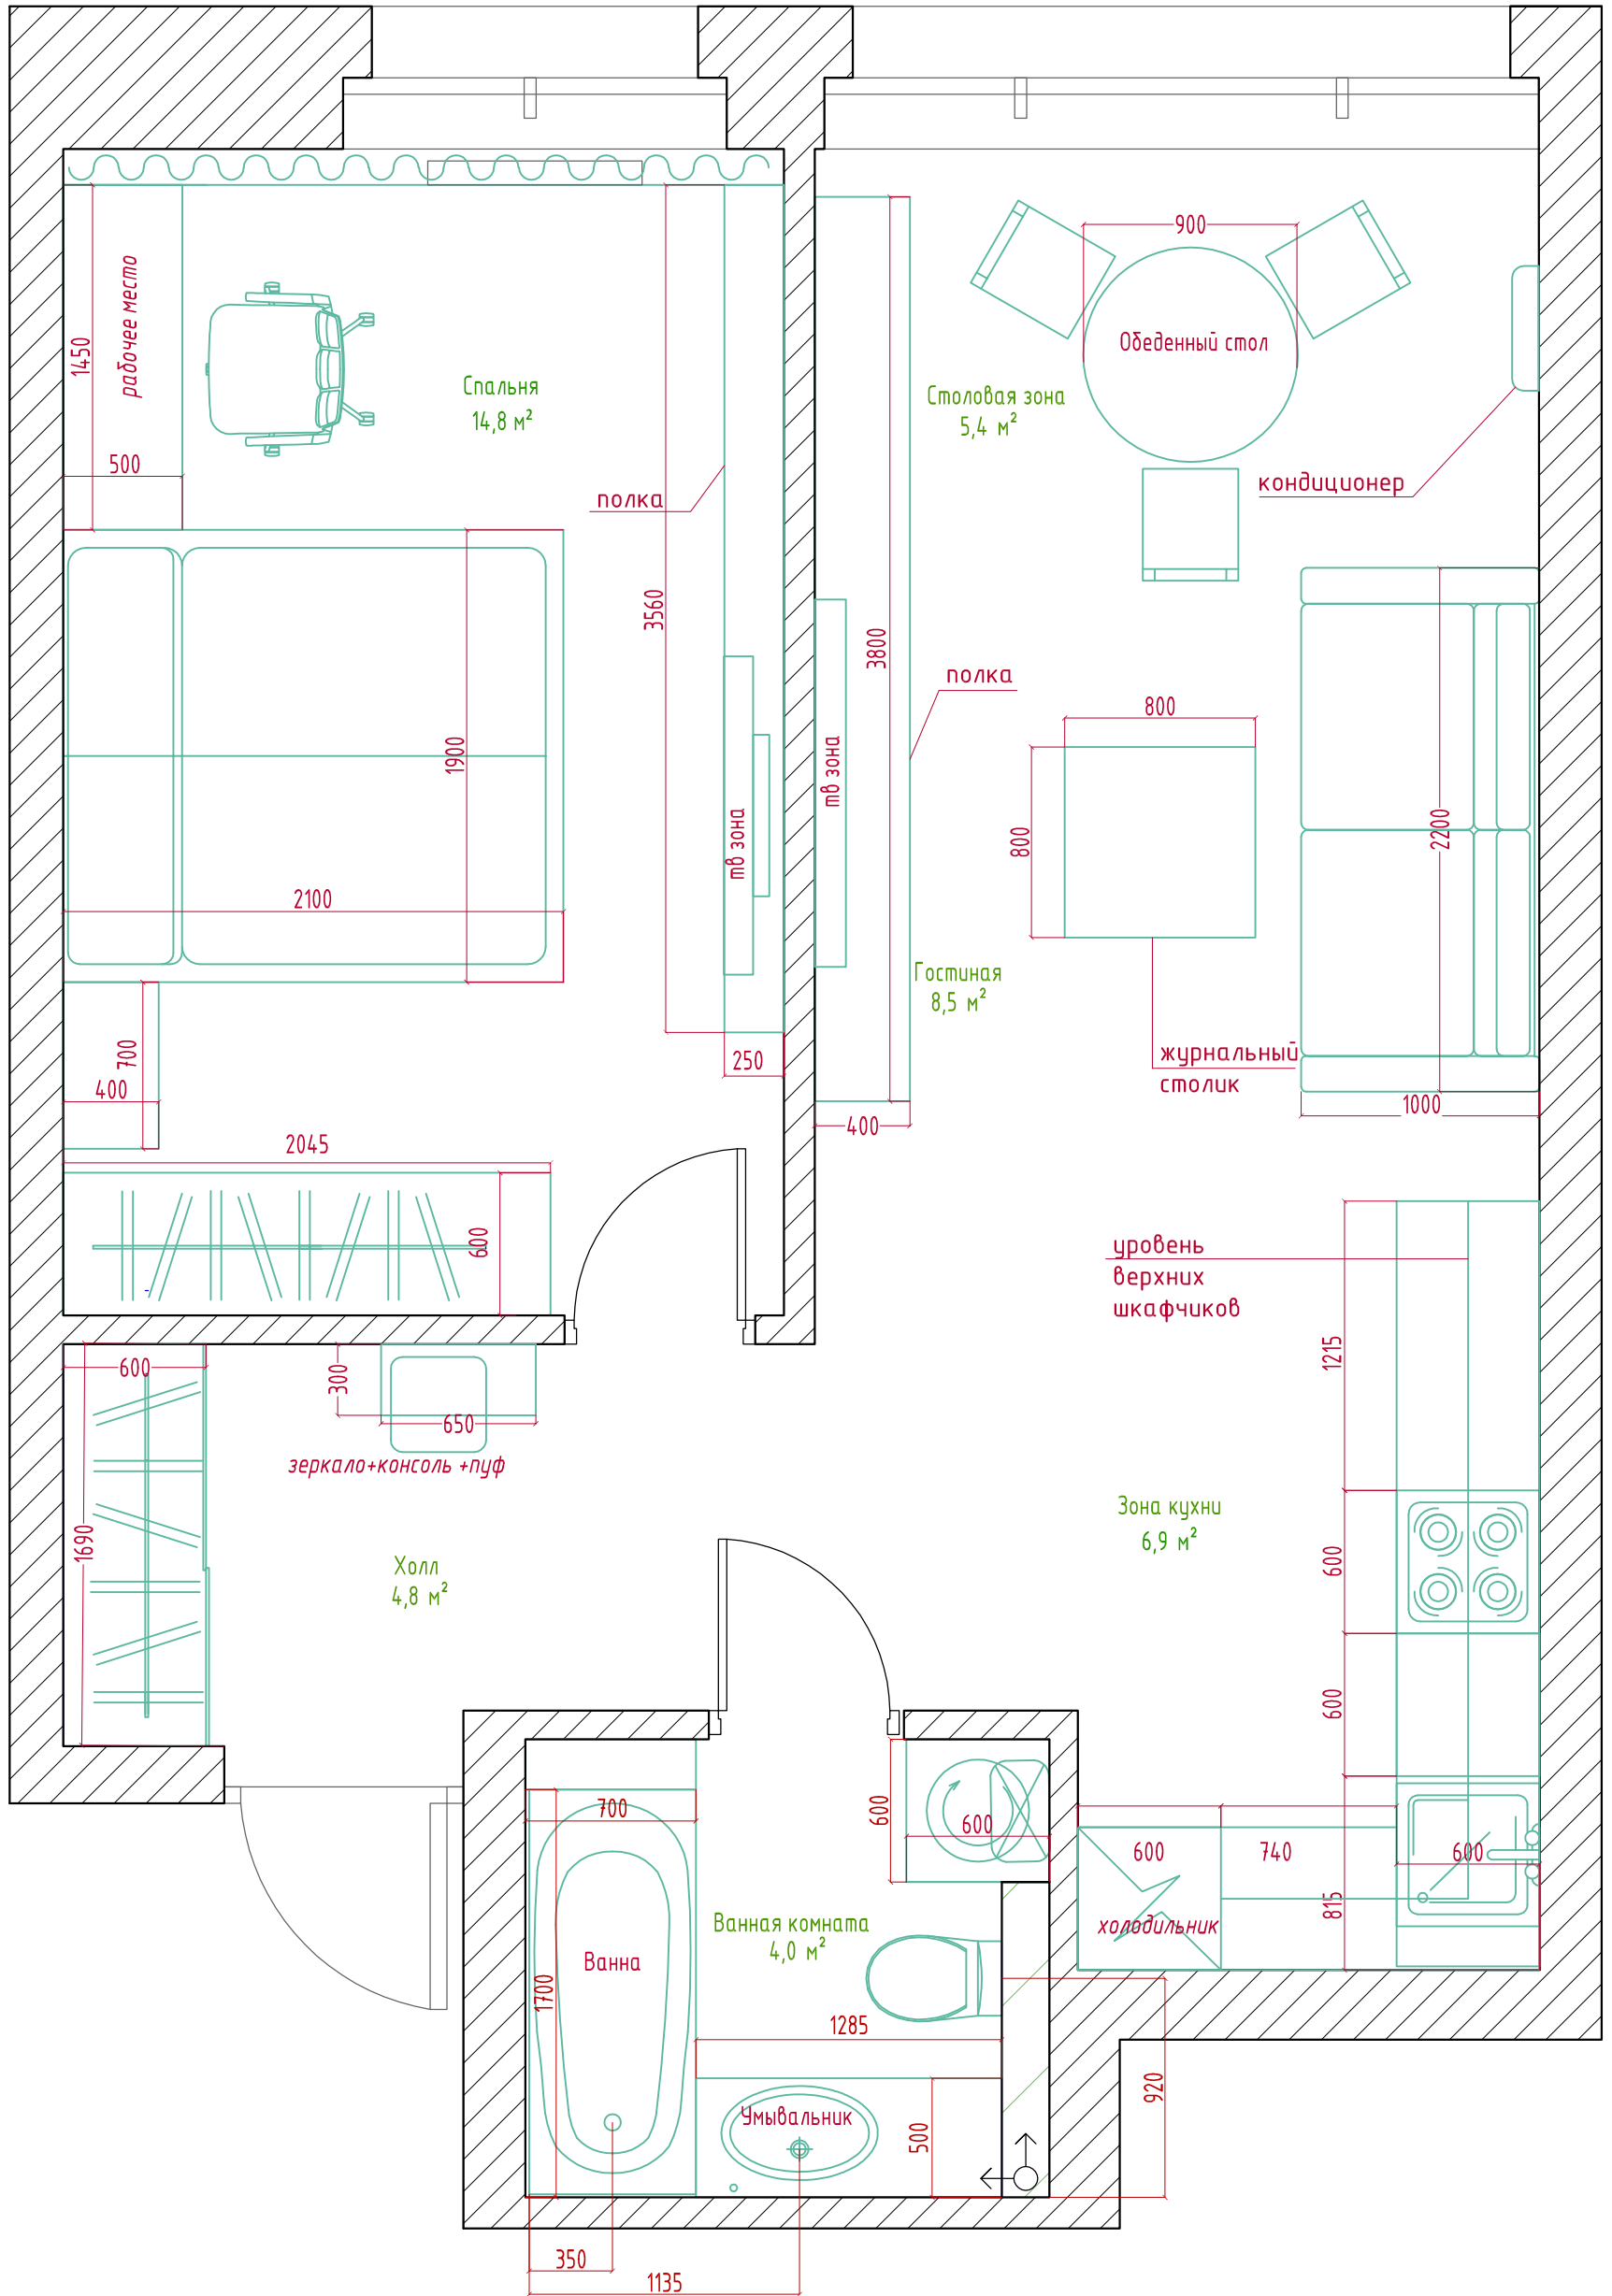 900
рабочее место
1450
Обеденный стол
Спальня
14,8 м²
Столовая зона
5,4 м²
500
кондиционер
полка
3560
3800
полка
800
1900
тв зона
тв зона
800
2200
2100
Гостиная
8,5 м²
700
250
журнальный
столик
400
1000
400
2045
600
уровень
верхних
шкафчиков
1215
600
300
650
зеркало+консоль +пуф
Зона кухни
6,9 м²
1690
600
Холл
4,8 м²
600
700
600
600
600
740
600
815
Ванная комната
4,0 м²
холодильник
Ванна
1700
1285
920
Умывальник
500
350
1135